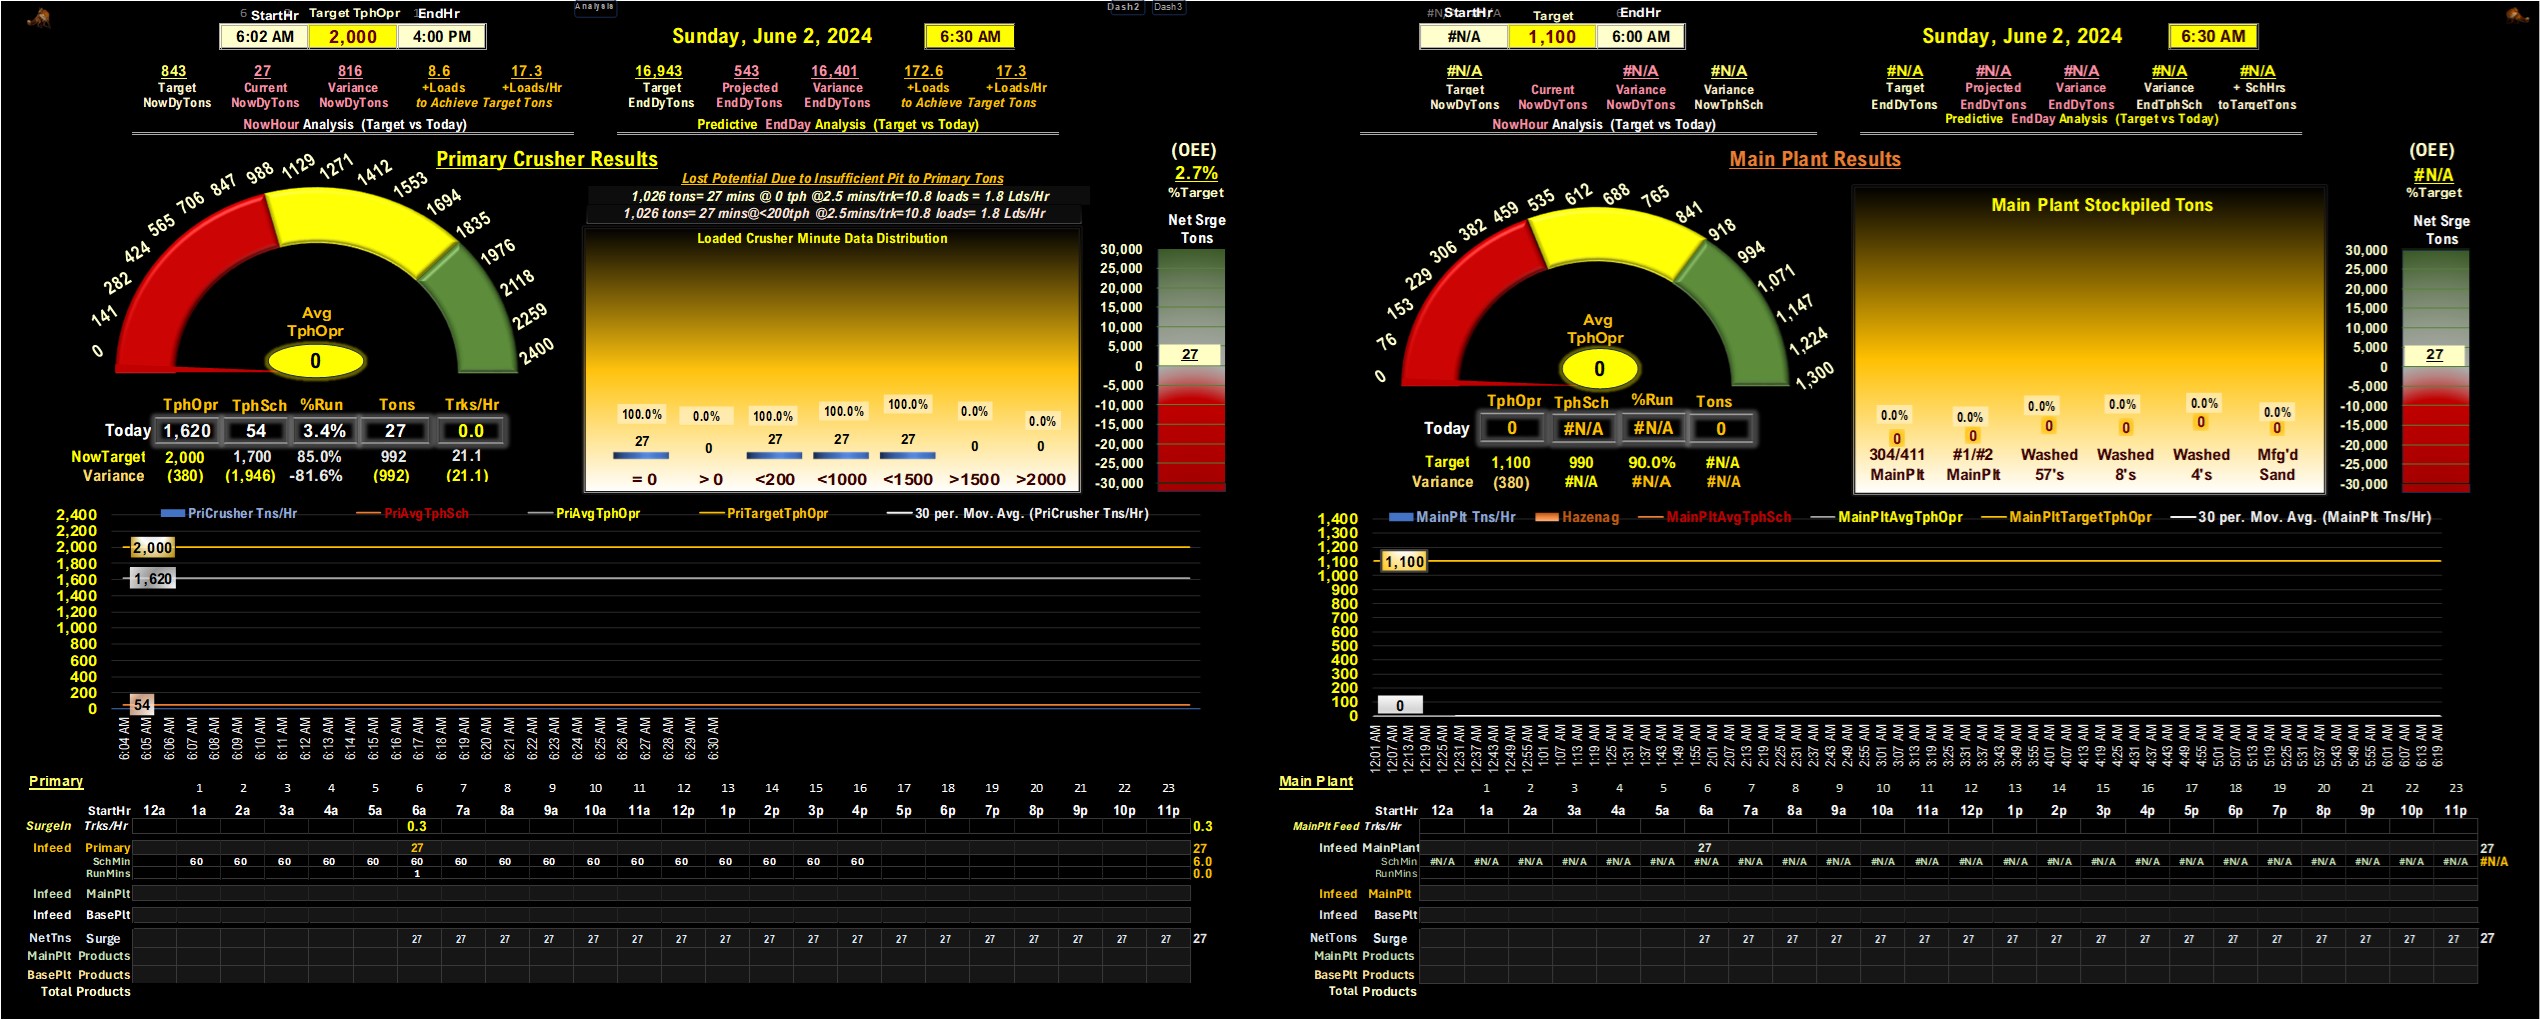 Analysis Dash2 Dash3
StartHr Target TphOpr EndHr
6:02 AM 2,000 4:00 PM
Sunday, June 2, 2024 6:30 AM
843 27 816 8.6 17.3
Target Current Variance +Loads +Loads/Hr
NowDyTons NowDyTons NowDyTons to Achieve Target Tons
NowHour Analysis (Target vs Today)
16,943 543 16,401 172.6 17.3
Target Projected Variance +Loads +Loads/Hr
EndDyTons EndDyTons EndDyTons to Achieve Target Tons
Predictive EndDay Analysis (Target vs Today)
Primary Crusher Results
(OEE)
2.7%
%Target
Lost Potential Due to Insufficient Pit to Primary Tons
1,026 tons= 27 mins @ 0 tph @2.5 mins/trk=10.8 loads = 1.8 Lds/Hr
1,026 tons= 27 mins@<200tph @2.5mins/trk=10.8 loads= 1.8 Lds/Hr
0 141 282 424 565 706 847 988 1129 1271 1412 1553 1694 1835 1976 2118 2259 2400
Avg
TphOpr
0
Loaded Crusher Minute Data Distribution
100.0% 0.0% 100.0% 100.0% 100.0% 0.0% 0.0%
27 0 27 27 27 0 0
= 0 > 0 <200 <1000 <1500 >1500 >2000
Net Srge
Tons
30,000
25,000
20,000
15,000
10,000
5,000
27
0
-5,000
-10,000
-15,000
-20,000
-25,000
-30,000
TphOpr TphSch %Run Tons Trks/Hr
Today 1,620 54 3.4% 27 0.0
NowTarget 2,000 1,700 85.0% 992 21.1
Variance (380) (1,946) -81.6% (992) (21.1)
PriCrusher Tns/Hr PriAvgTphSch PriAvgTphOpr PriTargetTphOpr 30 per. Mov. Avg. (PriCrusher Tns/Hr)
2,400
2,200
2,000 2,000
1,800
1,600 1,620
1,400
1,200
1,000
800
600
400
200
0 54
6:04 AM 6:05 AM 6:06 AM 6:07 AM 6:08 AM 6:09 AM 6:10 AM 6:11 AM 6:12 AM 6:13 AM 6:14 AM 6:15 AM 6:16 AM 6:17 AM 6:18 AM 6:19 AM 6:20 AM 6:21 AM 6:22 AM 6:23 AM 6:24 AM 6:25 AM 6:26 AM 6:27 AM 6:28 AM 6:29 AM 6:30 AM
Primary 1 2 3 4 5 6 7 8 9 10 11 12 13 14 15 16 17 18 19 20 21 22 23
StartHr 12a 1a 2a 3a 4a 5a 6a 7a 8a 9a 10a 11a 12p 1p 2p 3p 4p 5p 6p 7p 8p 9p 10p 11p
SurgeIn Trks/Hr 0.3 0.3
Infeed Primary 27 27
SchMin 60 60 60 60 60 60 60 60 60 60 60 60 60 60 60 60 6.0
RunMins 1 0.0
Infeed MainPlt
Infeed BasePlt
NetTns Surge 27 27 27 27 27 27 27 27 27 27 27 27 27 27 27 27 27 27 27
MainPlt Products
BasePlt Products
Total Products
StartHr Target EndHr
#N/A 1,100 6:00 AM
Sunday, June 2, 2024 6:30 AM
#N/A #N/A #N/A
Target Current Variance Variance
NowDyTons NowDyTons NowDyTons NowTphSch
NowHour Analysis (Target vs Today)
#N/A #N/A #N/A #N/A #N/A
Target Projected Variance Variance + SchHrs
EndDyTons EndDyTons EndDyTons EndTphSch toTargetTons
Predictive EndDay Analysis (Target vs Today)
Main Plant Results
(OEE)
#N/A
%Target
0 76 153 229 306 382 459 535 612 688 765 841 918 994 1,071 1,147 1,224 1,300
Avg
TphOpr
0
Main Plant Stockpiled Tons
0.0% 0.0% 0.0% 0.0% 0.0% 0.0%
0 0 0 0 0 0
304/411 #1/#2 Washed Washed Washed Mfg'd
MainPlt MainPlt 57's 8's 4's Sand
Net Srge
Tons
30,000
25,000
20,000
15,000
10,000
5,000
27
0
-5,000
-10,000
-15,000
-20,000
-25,000
-30,000
TphOpr TphSch %Run Tons
Today 0 #N/A #N/A 0
Target 1,100 990 90.0% #N/A
Variance (380) #N/A #N/A #N/A
MainPlt Tns/Hr Hazenag MainPltAvgTphSch MainPltAvgTphOpr MainPltTargetTphOpr 30 per. Mov. Avg. (MainPlt Tns/Hr)
1,400
1,300
1,200
1,100 1,100
1,000
900
800
700
600
500
400
300
200
100
0 0
12:01 AM 12:07 AM 12:13 AM 12:19 AM 12:25 AM 12:31 AM 12:37 AM 12:43 AM 12:49 AM 12:55 AM 1:01 AM 1:07 AM 1:13 AM 1:19 AM 1:25 AM 1:31 AM 1:37 AM 1:43 AM 1:49 AM 1:55 AM 2:01 AM 2:07 AM 2:13 AM 2:19 AM 2:25 AM 2:31 AM 2:37 AM 2:43 AM 2:49 AM 2:55 AM 3:01 AM 3:07 AM 3:13 AM 3:19 AM 3:25 AM 3:31 AM 3:37 AM 3:43 AM 3:49 AM 3:55 AM 4:01 AM 4:07 AM 4:13 AM 4:19 AM 4:25 AM 4:31 AM 4:37 AM 4:43 AM 4:49 AM 4:55 AM 5:01 AM 5:07 AM 5:13 AM 5:19 AM 5:25 AM 5:31 AM 5:37 AM 5:43 AM 5:49 AM 5:55 AM 6:01 AM 6:07 AM 6:13 AM 6:19 AM
Main Plant 1 2 3 4 5 6 7 8 9 10 11 12 13 14 15 16 17 18 19 20 21 22 23
StartHr 12a 1a 2a 3a 4a 5a 6a 7a 8a 9a 10a 11a 12p 1p 2p 3p 4p 5p 6p 7p 8p 9p 10p 11p
MainPlt Feed Trks/Hr
Infeed MainPlant 27 27
SchMin #N/A #N/A #N/A #N/A #N/A #N/A #N/A #N/A #N/A #N/A #N/A #N/A #N/A #N/A #N/A #N/A #N/A #N/A #N/A #N/A #N/A #N/A #N/A #N/A #N/A
RunMins
Infeed MainPlt
Infeed BasePlt
NetTons Surge 27 27 27 27 27 27 27 27 27 27 27 27 27 27 27 27 27 27 27
MainPlt Products
BasePlt Products
Total Products